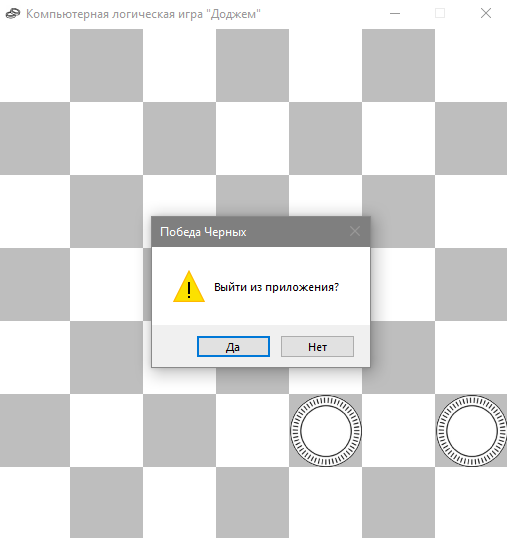 Компьютерная логическая игра "Доджем"
Победа Черных
Выйти из приложения?
Да
Нет